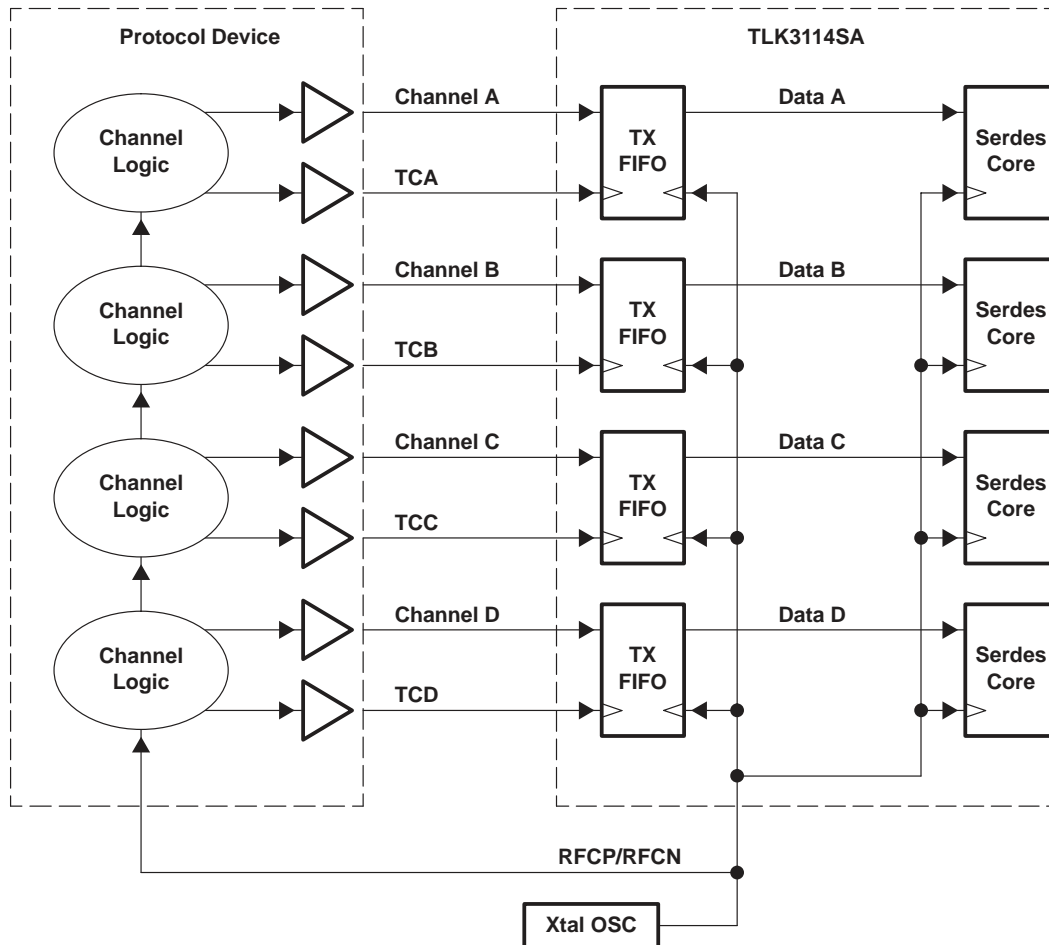 Protocol Device
TLK3114SA
Channel
Logic
Channel A
TCA
TX
FIFO
Data A
Serdes
Core
Channel
Logic
Channel B
TCB
TX
FIFO
Data B
Serdes
Core
Channel
Logic
Channel C
TCC
TX
FIFO
Data C
Serdes
Core
Channel
Logic
Channel D
TCD
TX
FIFO
Data D
Serdes
Core
RFCP/RFCN
Xtal OSC